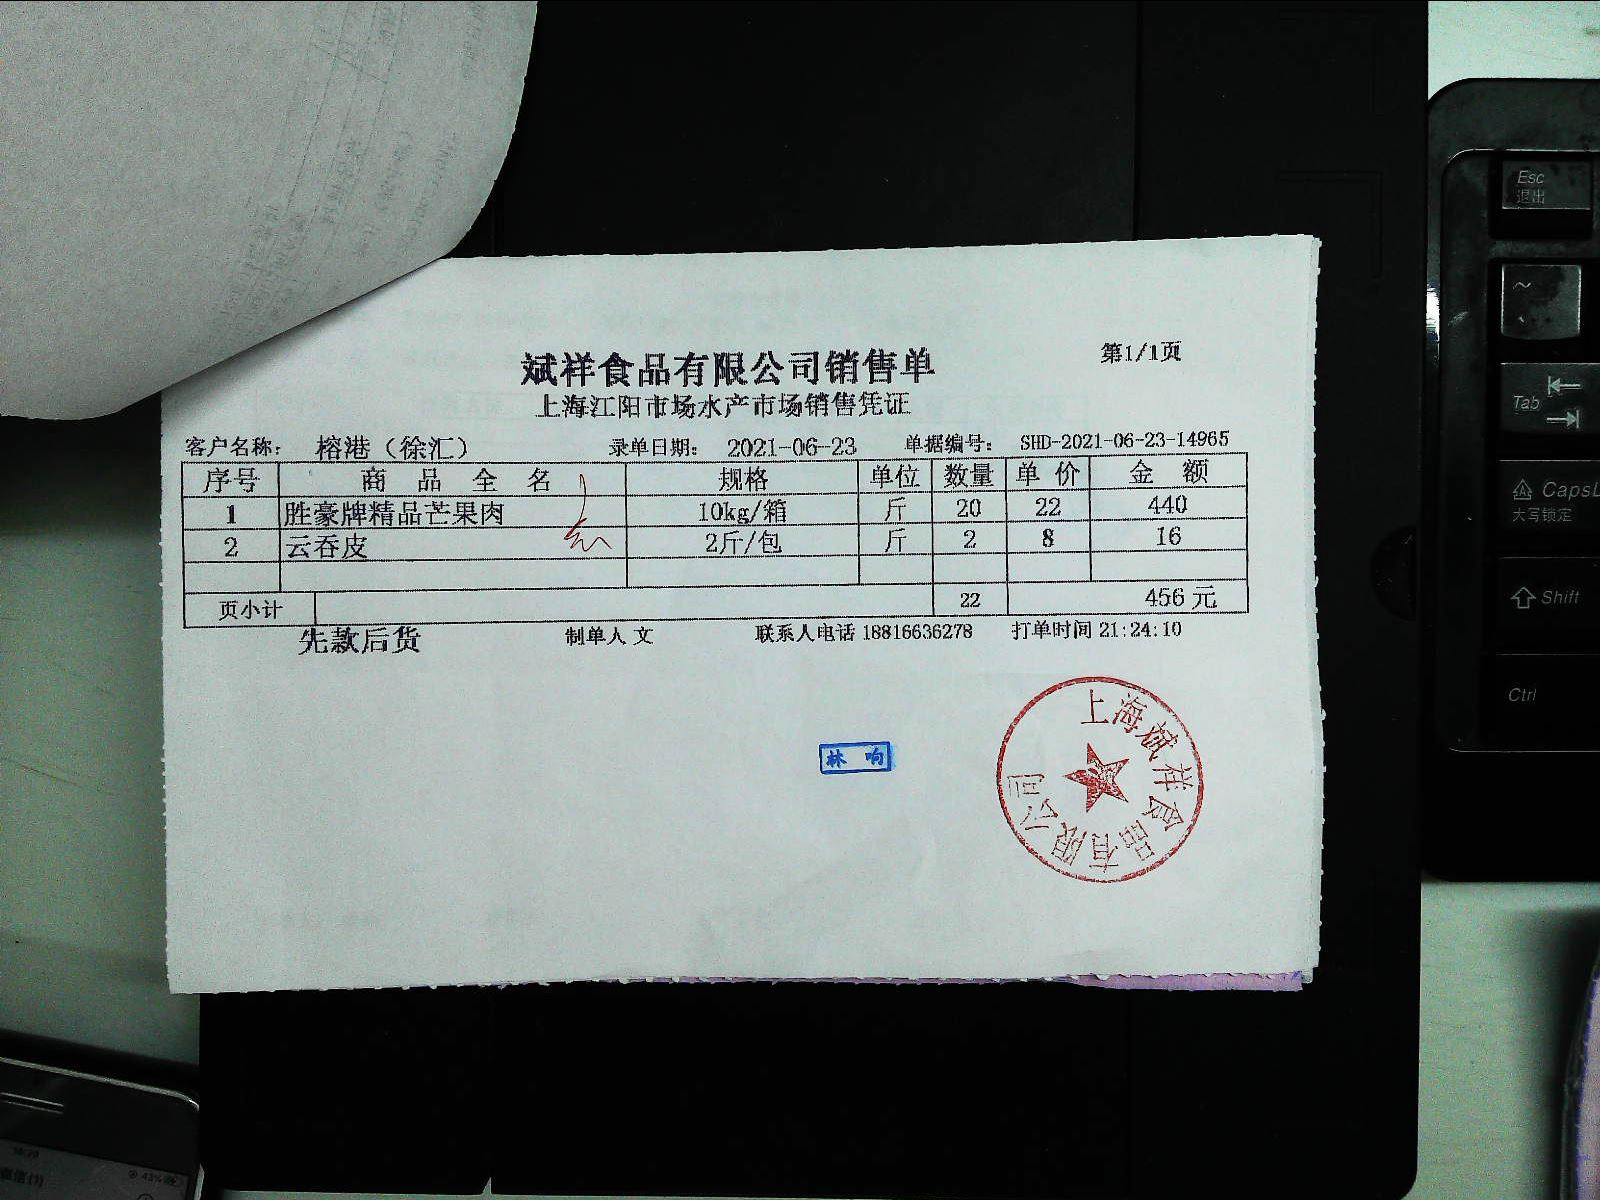 第1/1页
斌祥食品有限公司销售单
上海江阳市场水产市场销售凭证
客户名称： 榕港（徐汇） 录单日期： 2021-06-23 单据编号： SHD-2021-06-23-14965
序号 商品全名 规格 单位 数量 单价 金额
1 胜豪牌精品芒果肉 10kg/箱 斤 20 22 440
2 云吞皮 2斤/包 斤 2 8 16
页小计 22 456元
先款后货 制单人 文 联系人电话 18816636278 打单时间 21:24:10
林响
上海斌祥食品有限公司
Esc
退出
~
Tab
CapsL
大写锁定
Shift
Ctrl
43%